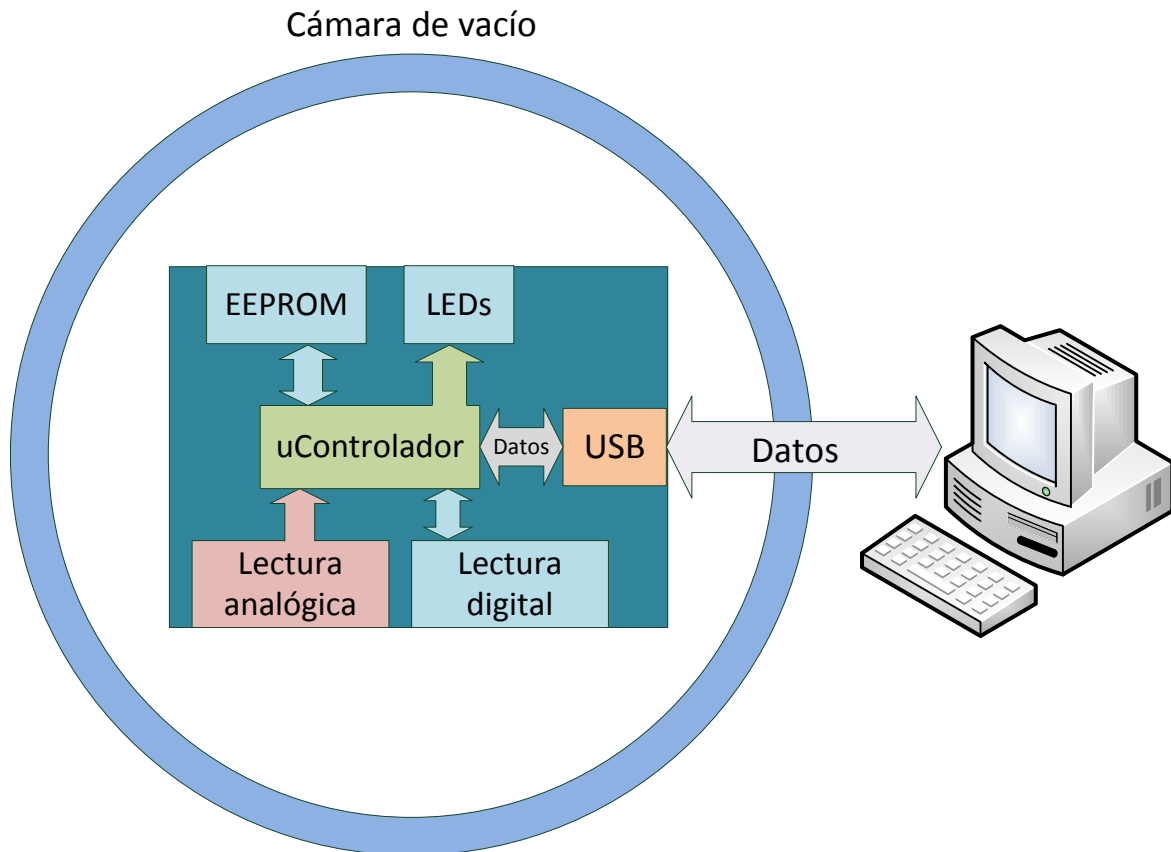 Cámara de vacío
EEPROM
LEDs
uControlador
Datos
USB
Datos
Lectura
analógica
Lectura
digital